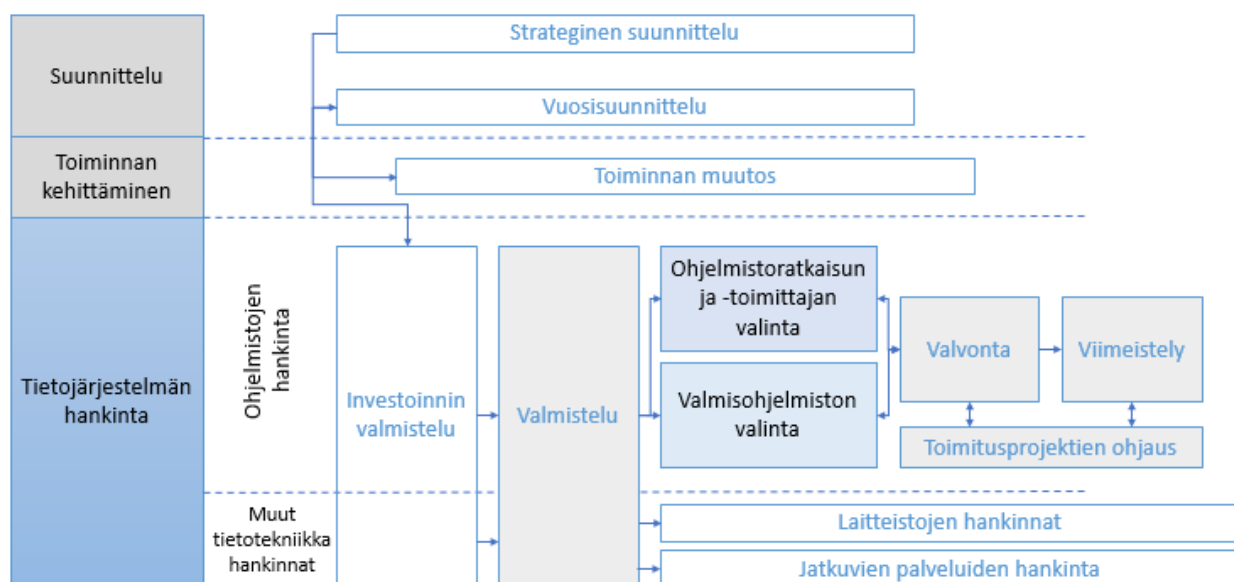 Strateginen suunnittelu
Suunnittelu
Vuosisuunnittelu
Toiminnan
kehittäminen
Toiminnan muutos
Tietojärjestelmän
hankinta
Ohjelmistojen
hankinta
Investoinnin
valmistelu
Valmistelu
Ohjelmistoratkaisun
ja -toimittajan
valinta
Valmisohjelmiston
valinta
Valvonta
Viimeistely
Toimitusprojektien ohjaus
Muut
tietotekniikka
hankinnat
Laitteistojen hankinnat
Jatkuvien palveluiden hankinta